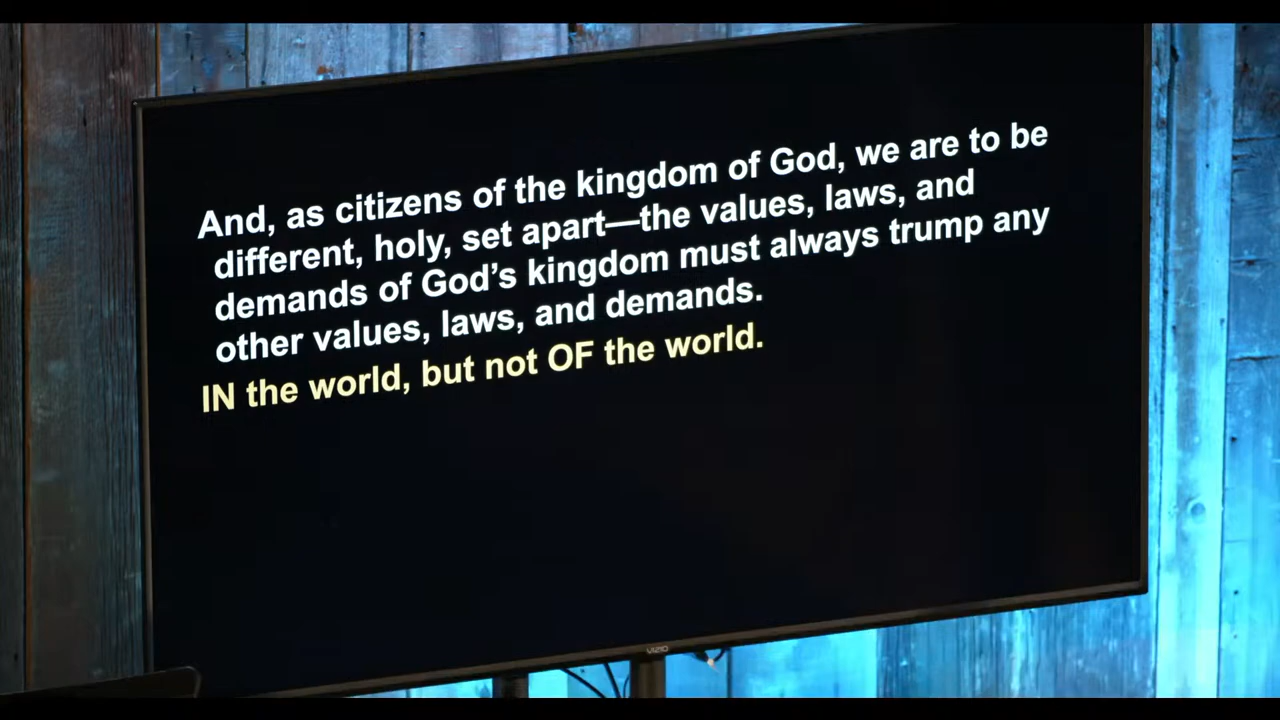 And, as citizens of the kingdom of God, we are to be
different, holy, set apart—the values, laws, and
demands of God's kingdom must always trump any
other values, laws, and demands.
IN the world, but not OF the world.
VIZIO